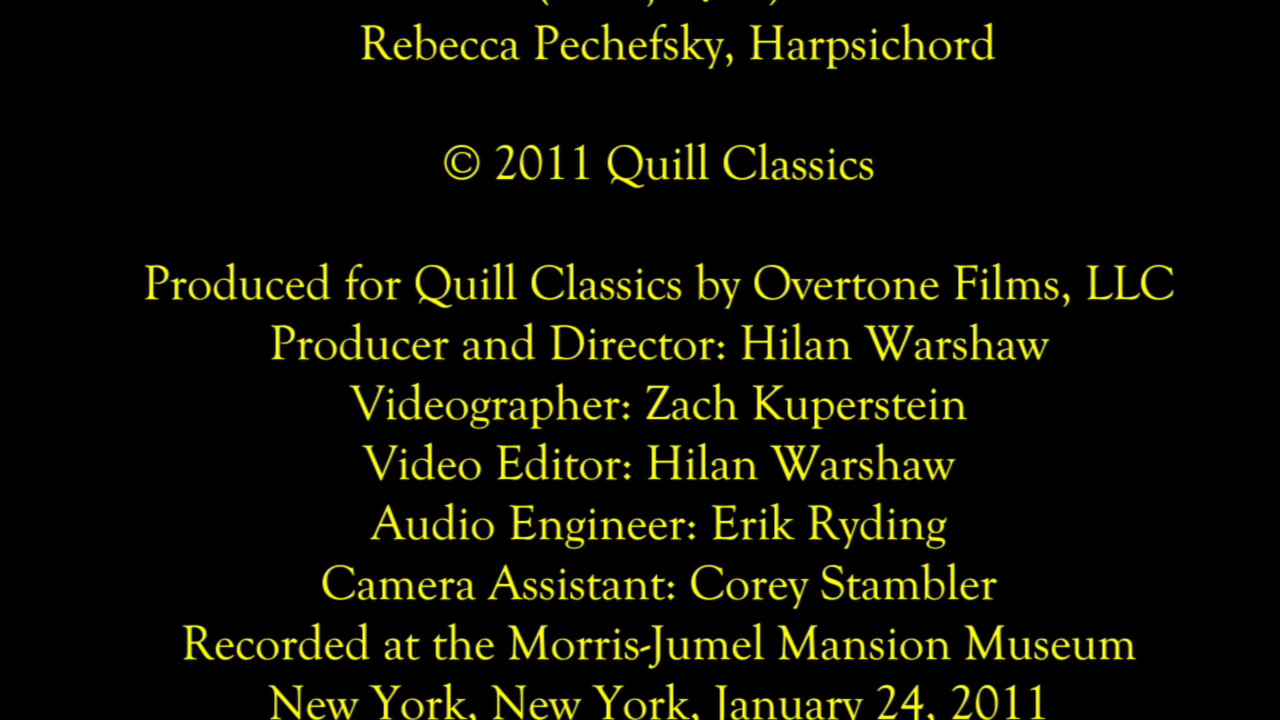 Rebecca Pechefsky, Harpsichord
© 2011 Quill Classics
Produced for Quill Classics by Overtone Films, LLC
Producer and Director: Hilan Warshaw
Videographer: Zach Kuperstein
Video Editor: Hilan Warshaw
Audio Engineer: Erik Ryding
Camera Assistant: Corey Stambler
Recorded at the Morris-Jumel Mansion Museum
New York, New York, January 24, 2011